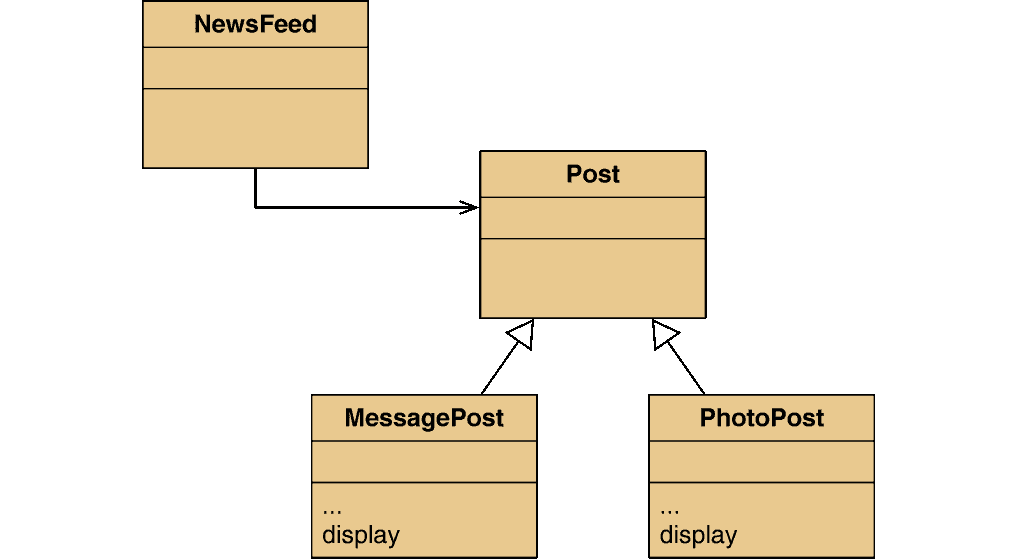 NewsFeed
Post
MessagePost
...
display
PhotoPost
...
display